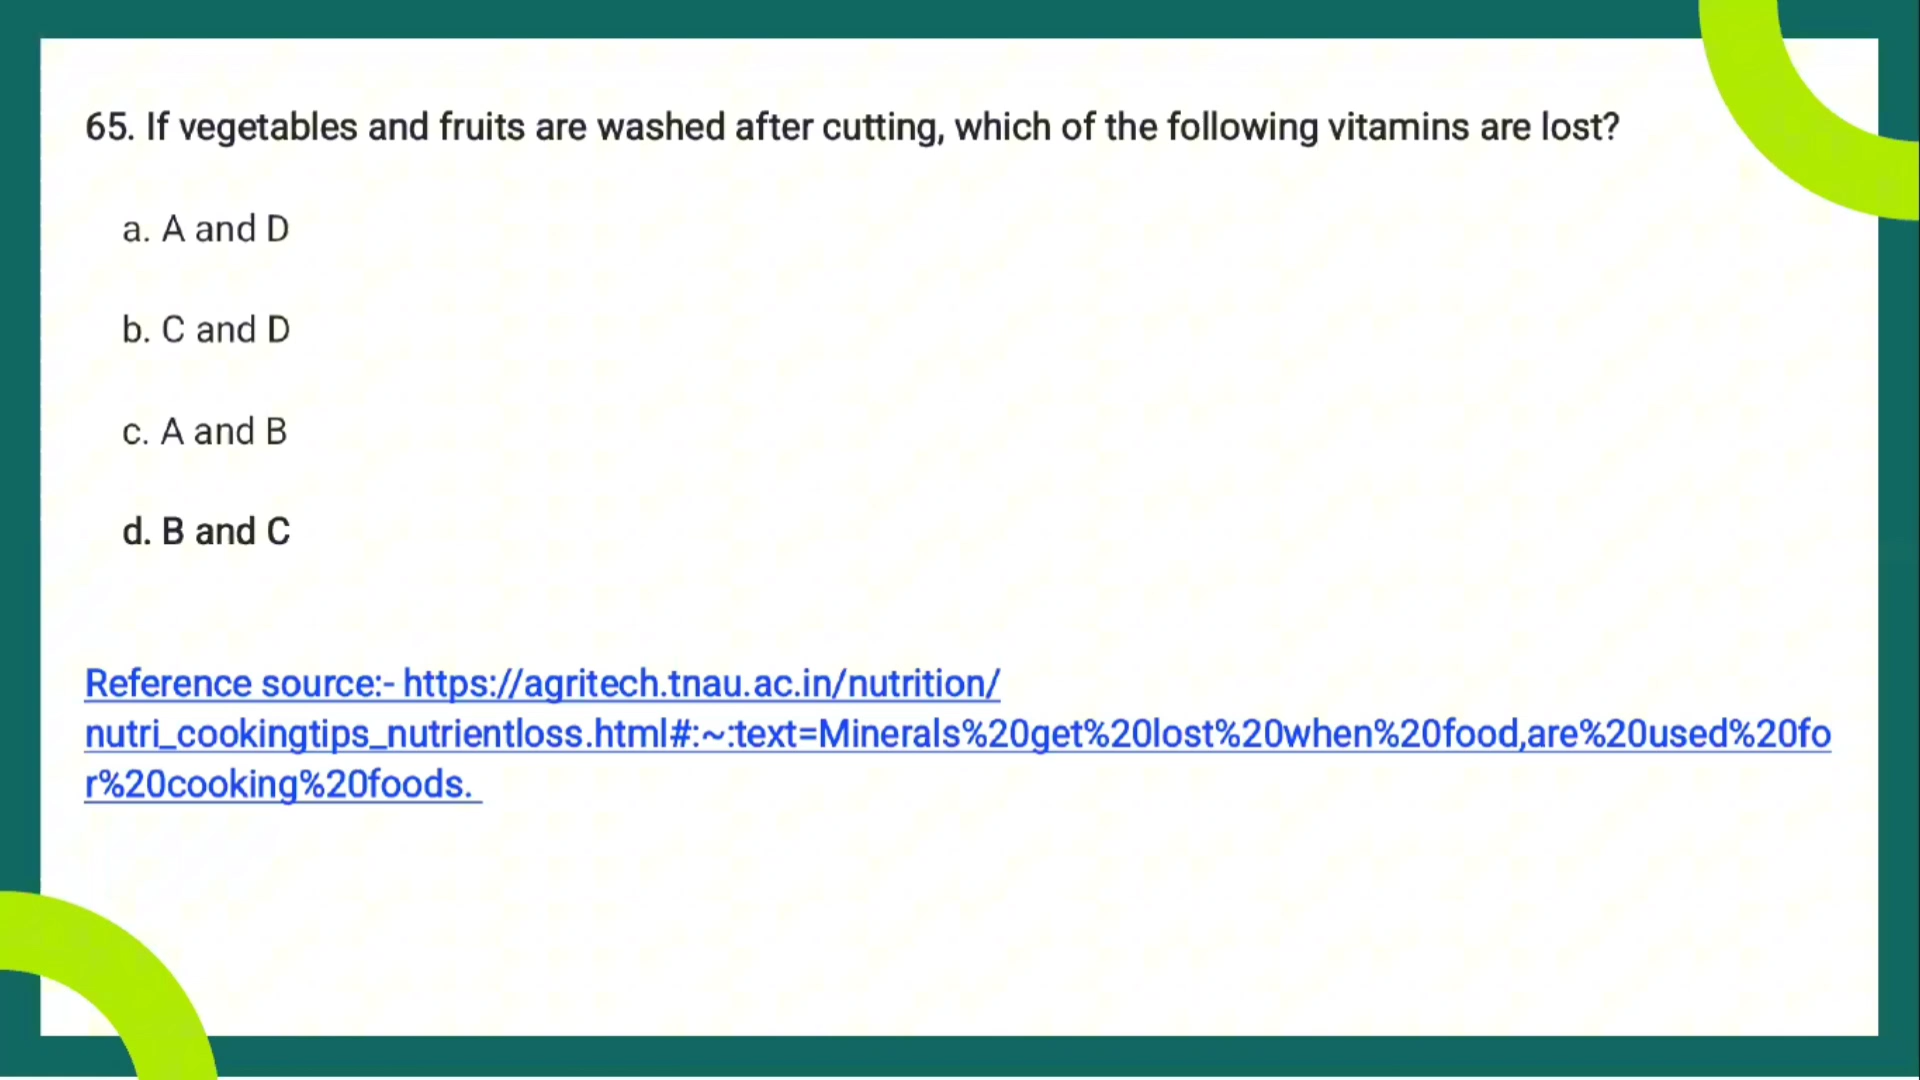 65. If vegetables and fruits are washed after cutting, which of the following vitamins are lost?
a. A and D
b. C and D
c. A and B
d. B and C
Reference source:- https://agritech.tnau.ac.in/nutrition/
nutri_cookingtips_nutrientloss.html#:~:text=Minerals%20get%20lost%20when%20food,are%20used%20fo
r%20cooking%20foods.